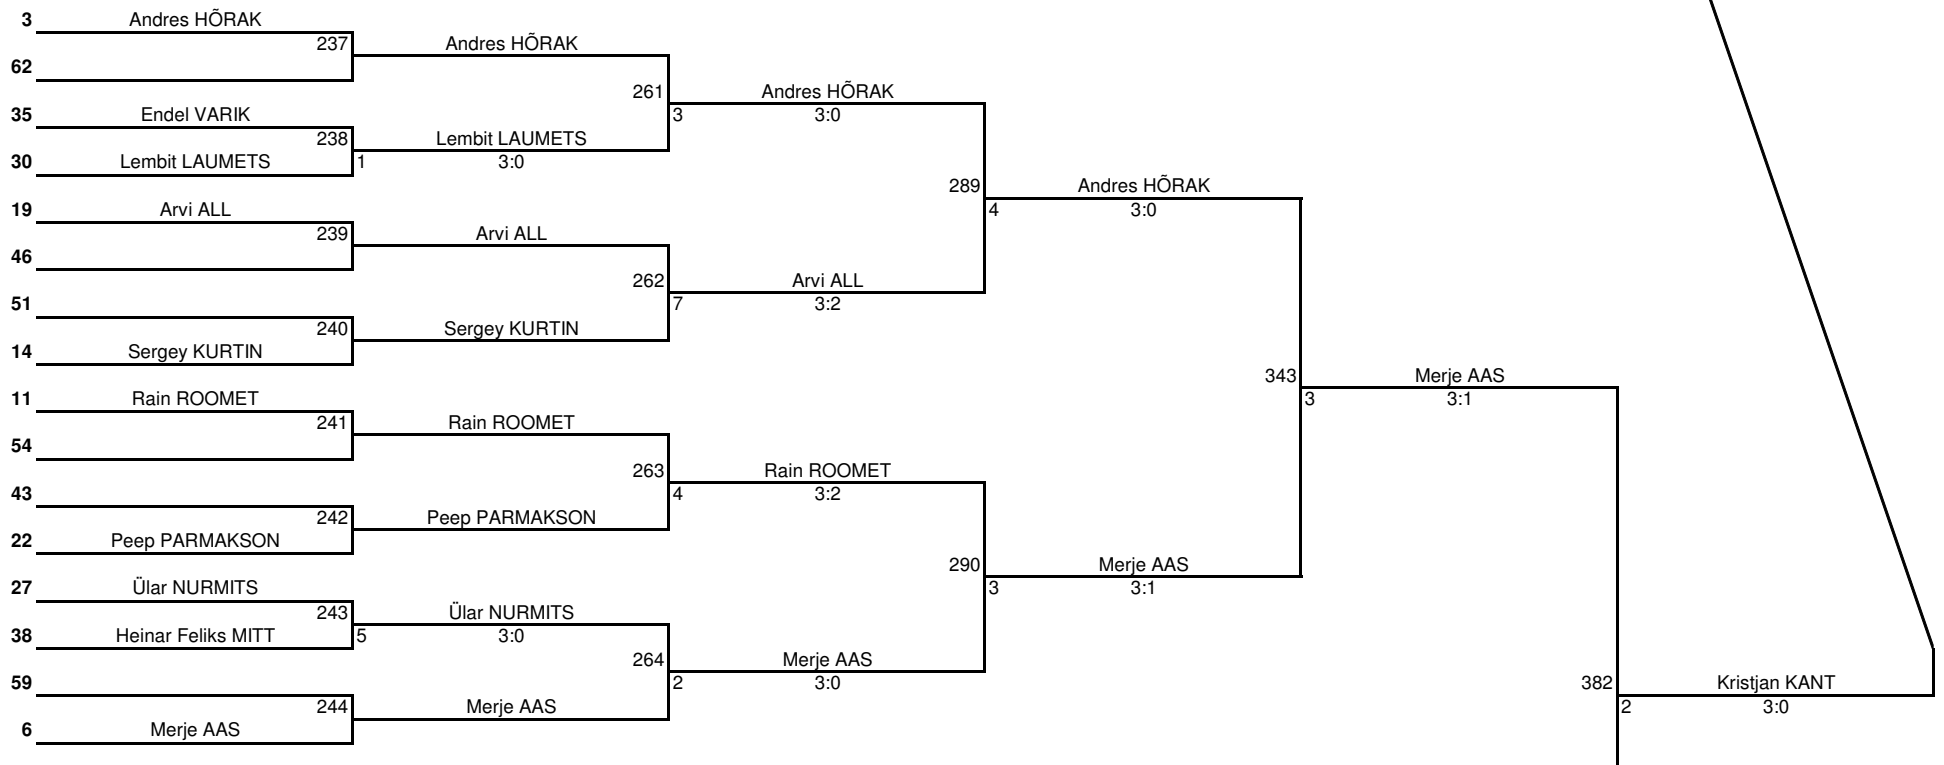 3 Andres HÕRAK
237 Andres HÕRAK
62
261 Andres HÕRAK
35 Endel VARIK
3 3:0
238 Lembit LAUMETS
30 Lembit LAUMETS
1 3:0
289 Andres HÕRAK
19 Arvi ALL
4 3:0
239 Arvi ALL
46
262 Arvi ALL
51
7 3:2
240 Sergey KURTIN
14 Sergey KURTIN
343 Merje AAS
11 Rain ROOMET
3 3:1
241 Rain ROOMET
54
263 Rain ROOMET
43
4 3:2
242 Peep PARMAKSON
22 Peep PARMAKSON
290 Merje AAS
27 Ülar NURMITS
3 3:1
243 Ülar NURMITS
38 Heinar Feliks MITT
5 3:0
264 Merje AAS
59
2 3:0
382 Kristjan KANT
244 Merje AAS
2 3:0
6 Merje AAS